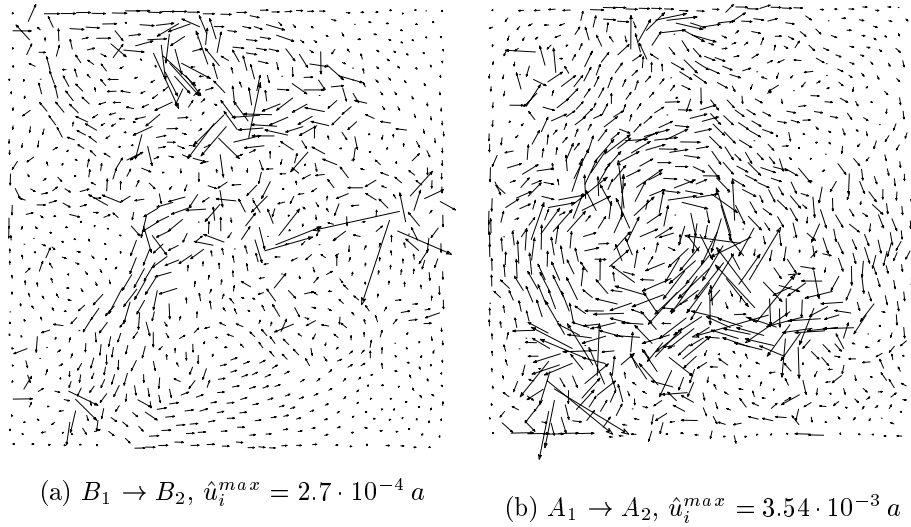 (a) B₁ → B₂, û_i^{max} = 2.7 · 10⁻⁴ a
(b) A₁ → A₂, û_i^{max} = 3.54 · 10⁻³ a